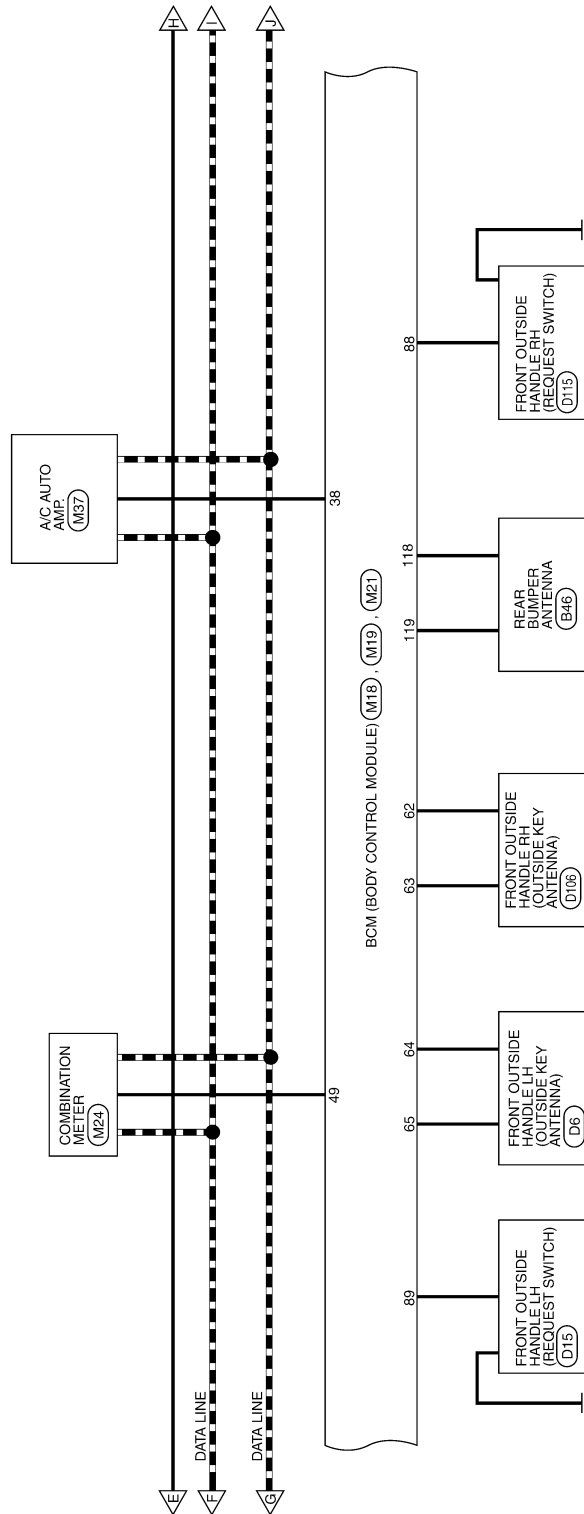 E
F
G
DATA LINE
DATA LINE
H
I
J
COMBINATION
METER
M24
A/C AUTO
AMP.
M37
49
38
BCM (BODY CONTROL MODULE) M18 , M19 , M21
89
65
64
63
62
119
118
88
FRONT OUTSIDE
HANDLE LH
(REQUEST SWITCH)
D15
FRONT OUTSIDE
HANDLE LH
(OUTSIDE KEY
ANTENNA)
D6
FRONT OUTSIDE
HANDLE RH
(OUTSIDE KEY
ANTENNA)
D106
REAR
BUMPER
ANTENNA
B46
FRONT OUTSIDE
HANDLE RH
(REQUEST SWITCH)
D115